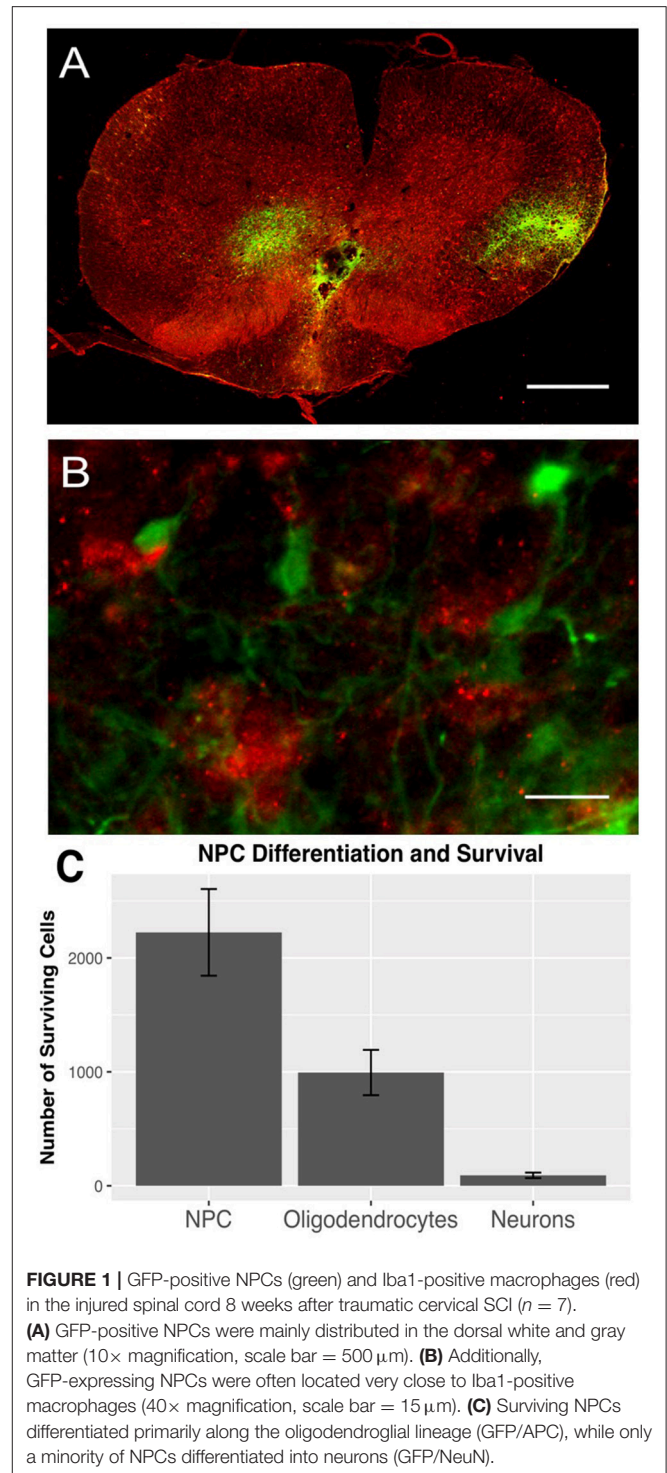 A
B
C
NPC Differentiation and Survival
Number of Surviving Cells
2000
1000
0
NPC
Oligodendrocytes
Neurons
FIGURE 1 | GFP-positive NPCs (green) and Iba1-positive macrophages (red)
in the injured spinal cord 8 weeks after traumatic cervical SCI (n = 7).
(A) GFP-positive NPCs were mainly distributed in the dorsal white and gray
matter (10× magnification, scale bar = 500 μm). (B) Additionally,
GFP-expressing NPCs were often located very close to Iba1-positive
macrophages (40× magnification, scale bar = 15 μm). (C) Surviving NPCs
differentiated primarily along the oligodendroglial lineage (GFP/APC), while only
a minority of NPCs differentiated into neurons (GFP/NeuN).